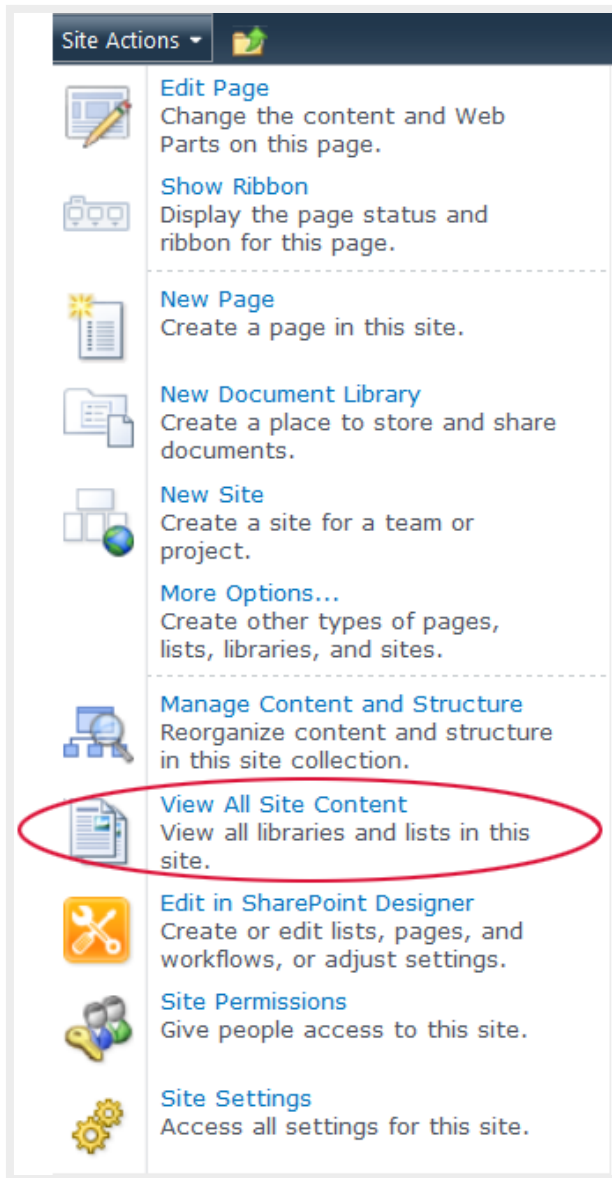 Site Actions
Edit Page
Change the content and Web
Parts on this page.
Show Ribbon
Display the page status and
ribbon for this page.
New Page
Create a page in this site.
New Document Library
Create a place to store and share
documents.
New Site
Create a site for a team or
project.
More Options...
Create other types of pages,
lists, libraries, and sites.
Manage Content and Structure
Reorganize content and structure
in this site collection.
View All Site Content
View all libraries and lists in this
site.
Edit in SharePoint Designer
Create or edit lists, pages, and
workflows, or adjust settings.
Site Permissions
Give people access to this site.
Site Settings
Access all settings for this site.